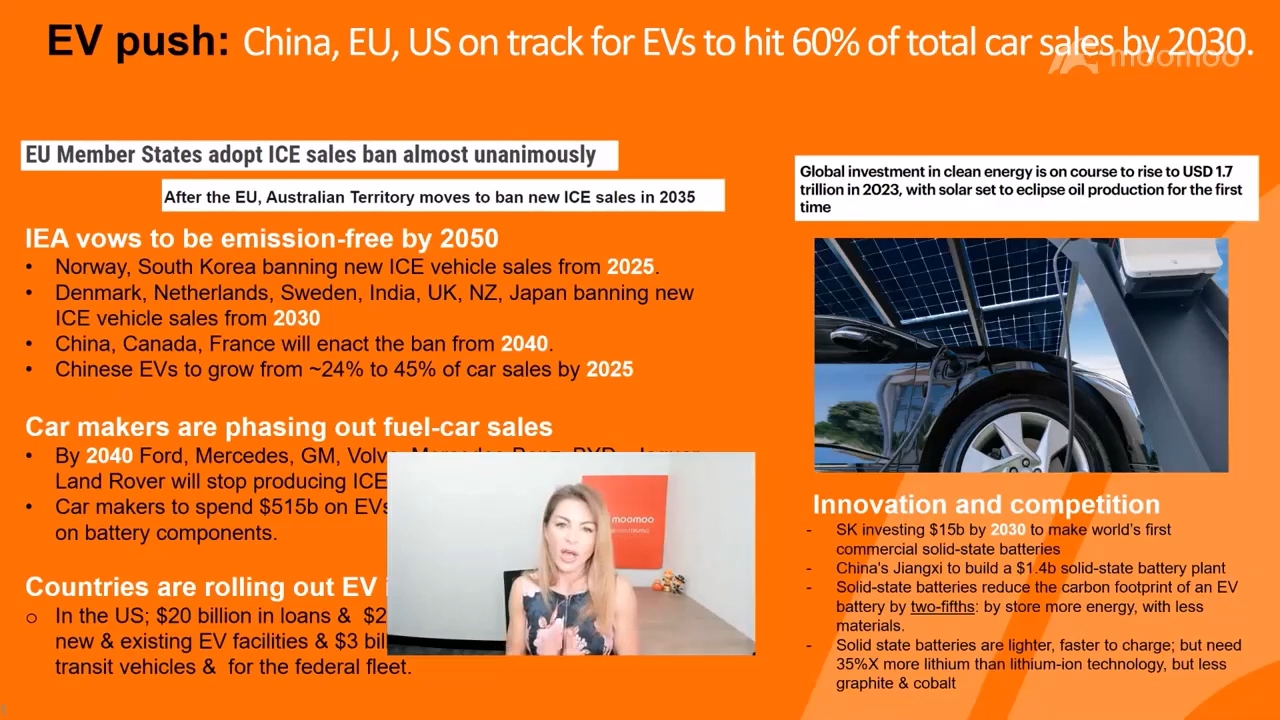 EV push: China, EU, US on track for EVs to hit 60% of total car sales by 2030.
moomoo
EU Member States adopt ICE sales ban almost unanimously
After the EU, Australian Territory moves to ban new ICE sales in 2035
IEA vows to be emission-free by 2050
• Norway, South Korea banning new ICE vehicle sales from 2025.
• Denmark, Netherlands, Sweden, India, UK, NZ, Japan banning new
ICE vehicle sales from 2030
• China, Canada, France will enact the ban from 2040.
• Chinese EVs to grow from ~24% to 45% of car sales by 2025
Car makers are phasing out fuel-car sales
• By 2040 Ford, Mercedes, GM, Volvo, Mercedes-Benz, BYD, Jaguar
Land Rover will stop producing ICE
• Car makers to spend $515b on EVs
on battery components.
Countries are rolling out EV
o In the US; $20 billion in loans & $2
new & existing EV facilities & $3 bil
transit vehicles & for the federal fleet.
moomoo
Global investment in clean energy is on course to rise to USD 1.7
trillion in 2023, with solar set to eclipse oil production for the first
time
Innovation and competition
- SK investing $15b by 2030 to make world's first
commercial solid-state batteries
- China's Jiangxi to build a $1.4b solid-state battery plant
- Solid-state batteries reduce the carbon footprint of an EV
battery by two-fifths: by store more energy, with less
materials.
- Solid state batteries are lighter, faster to charge; but need
35%X more lithium than lithium-ion technology, but less
graphite & cobalt